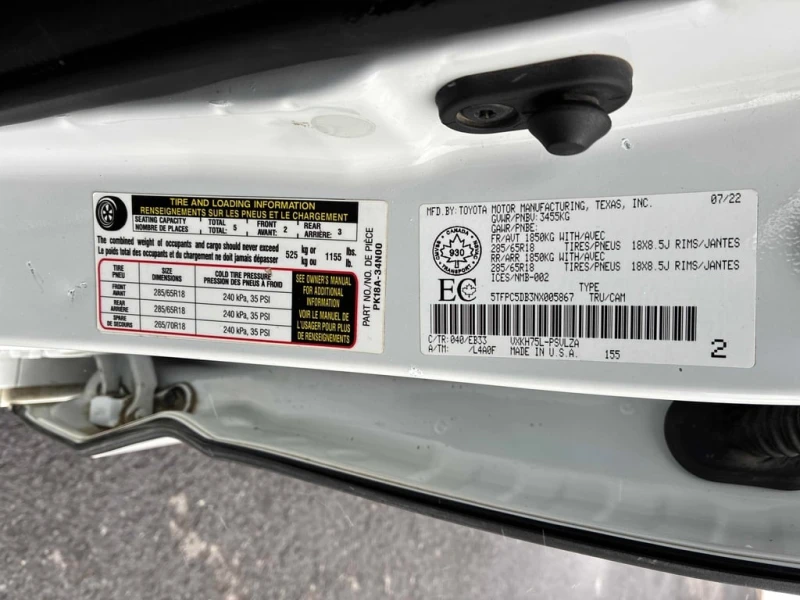 TIRE AND LOADING INFORMATION
RENSEIGNEMENTS SUR LES PNEUS ET LE CHARGEMENT
SEATING CAPACITY TOTAL 5 FRONT 2 REAR 3
NOMBRE DE PLACES TOTAL AVANT ARRIÈRE
The combined weight of occupants and cargo should never exceed 525 kg or 1155 lbs.
Le poids total des occupants et du chargement ne doit jamais dépasser kg ou lb.
TIRE SIZE COLD TIRE PRESSURE
PNEU DIMENSIONS PRESSION DES PNEUS À FROID
FRONT AVANT 285/65R18 240 kPa, 35 PSI
REAR ARRIÈRE 285/65R18 240 kPa, 35 PSI
SPARE DE SECOURS 265/70R18 240 kPa, 35 PSI
SEE OWNER'S MANUAL
FOR ADDITIONAL
INFORMATION
VOIR LE MANUEL DE
L'USAGER POUR PLUS
DE RENSEIGNEMENTS
PART NO./NO. DE PIÈCE
PK18A-34N00
MFD.BY:TOYOTA MOTOR MANUFACTURING, TEXAS, INC. 07/22
GVWR/PNBV: 3455KG
GAWR/PNBE:
FR/AVT 1850KG WITH/AVEC
285/65R18 TIRES/PNEUS 18X8.5J RIMS/JANTES
RR/ARR 1850KG WITH/AVEC
285/65R18 TIRES/PNEUS 18X8.5J RIMS/JANTES
ICES/NMB-002
TYPE
5TFPC5DB3NX005867 TRU/CAM
CANADA
930
TRANSPORT
EC
C/TR: 040/EB33 VXKH75L-PSVLZA
A/TM: /L4A0F MADE IN U.S.A. 155
2